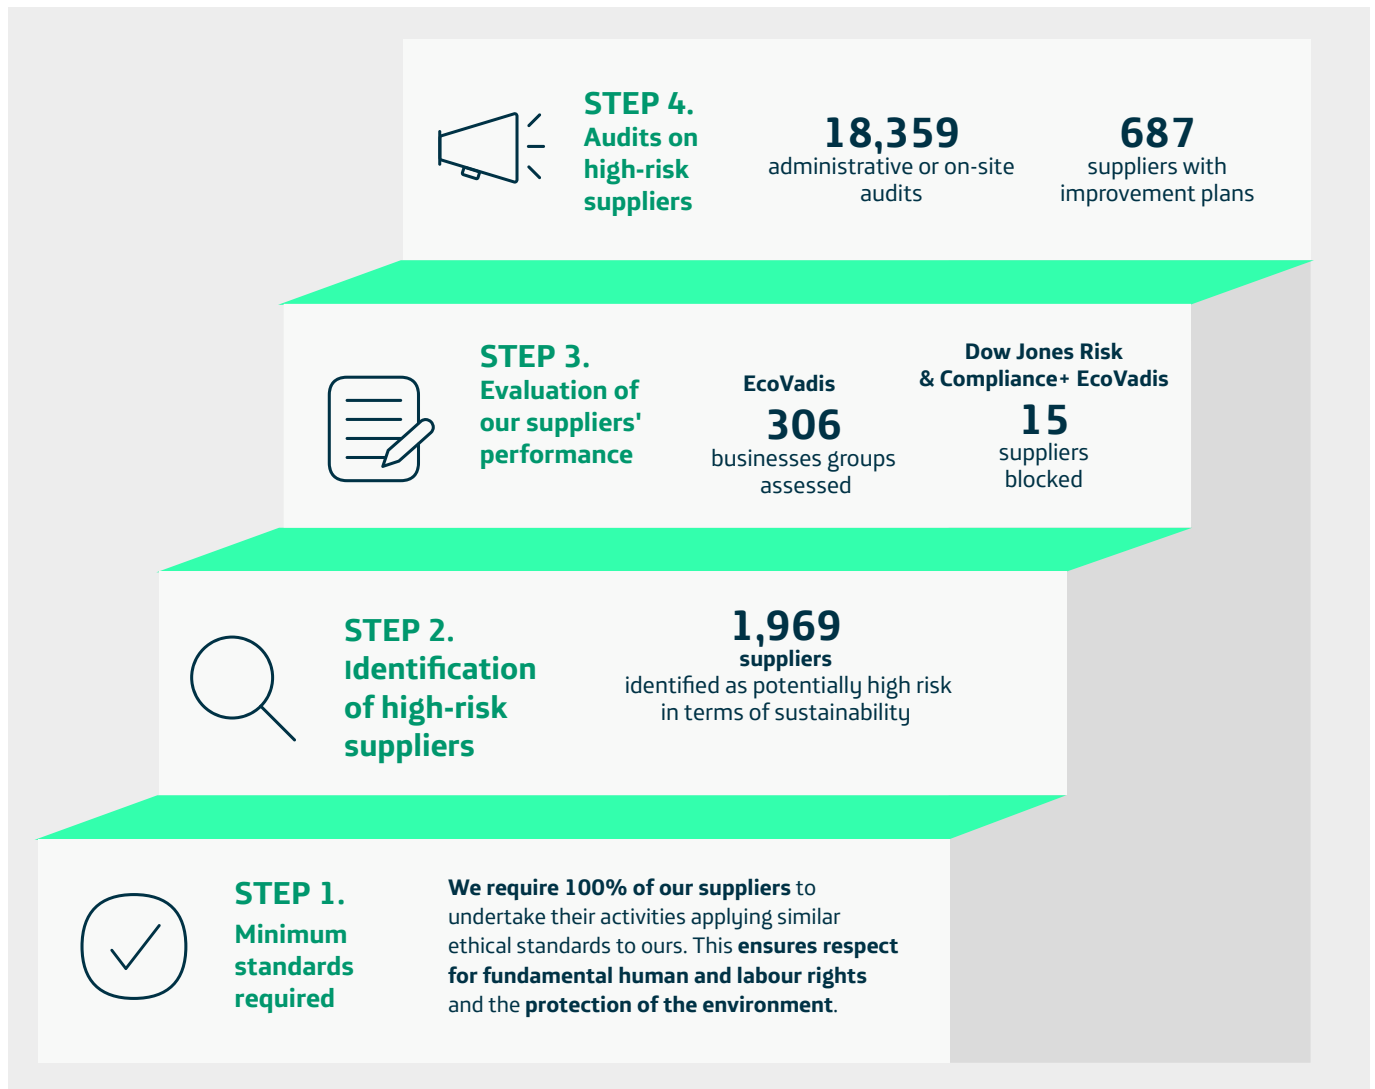 STEP 4.
Audits on
high-risk
suppliers
18,359
administrative or on-site
audits
687
suppliers with
improvement plans
STEP 3.
Evaluation of
our suppliers'
performance
EcoVadis
306
businesses groups
assessed
Dow Jones Risk
& Compliance+ EcoVadis
15
suppliers
blocked
STEP 2.
Identification
of high-risk
suppliers
1,969
suppliers
identified as potentially high risk
in terms of sustainability
STEP 1.
Minimum
standards
required
We require 100% of our suppliers to
undertake their activities applying similar
ethical standards to ours. This ensures respect
for fundamental human and labour rights
and the protection of the environment.